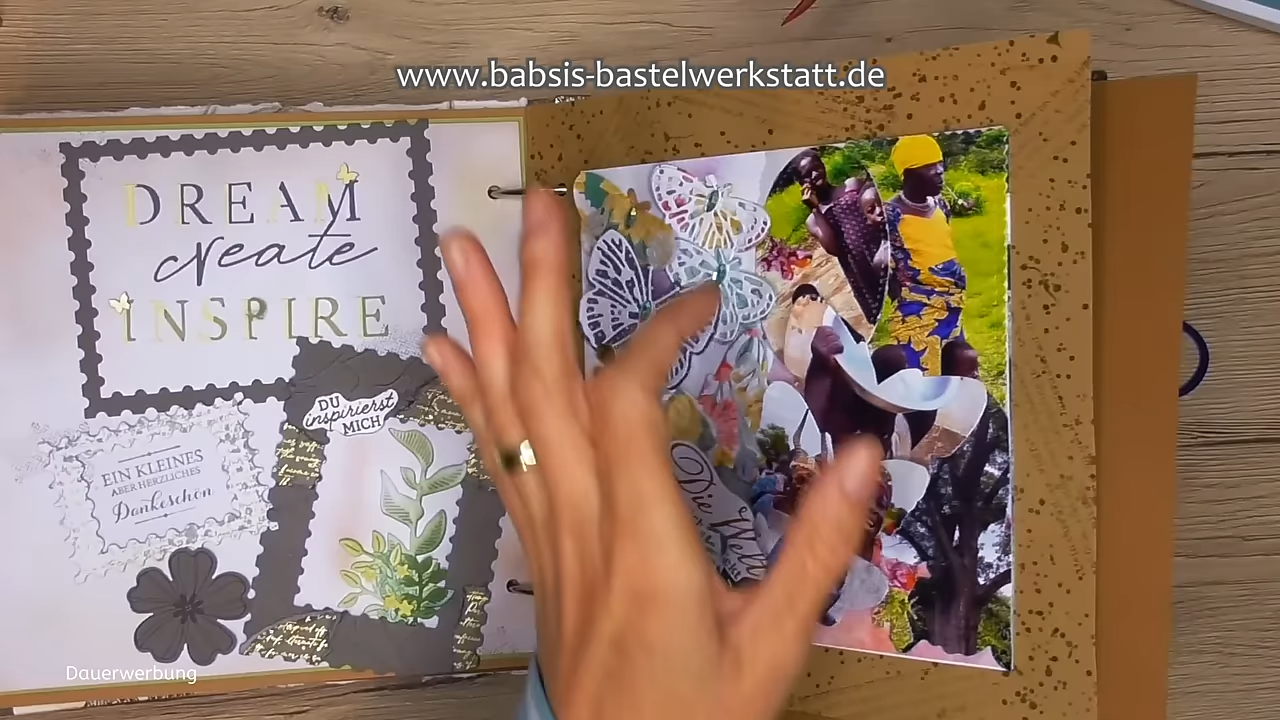 www.babsis-bastelwerkstatt.de
DREAM
create
INSPIRE
DU
inspirierst
MICH
EIN KLEINES
ABER HERZLICHES
Dankeschön
Die Welt
Dauerwerbung